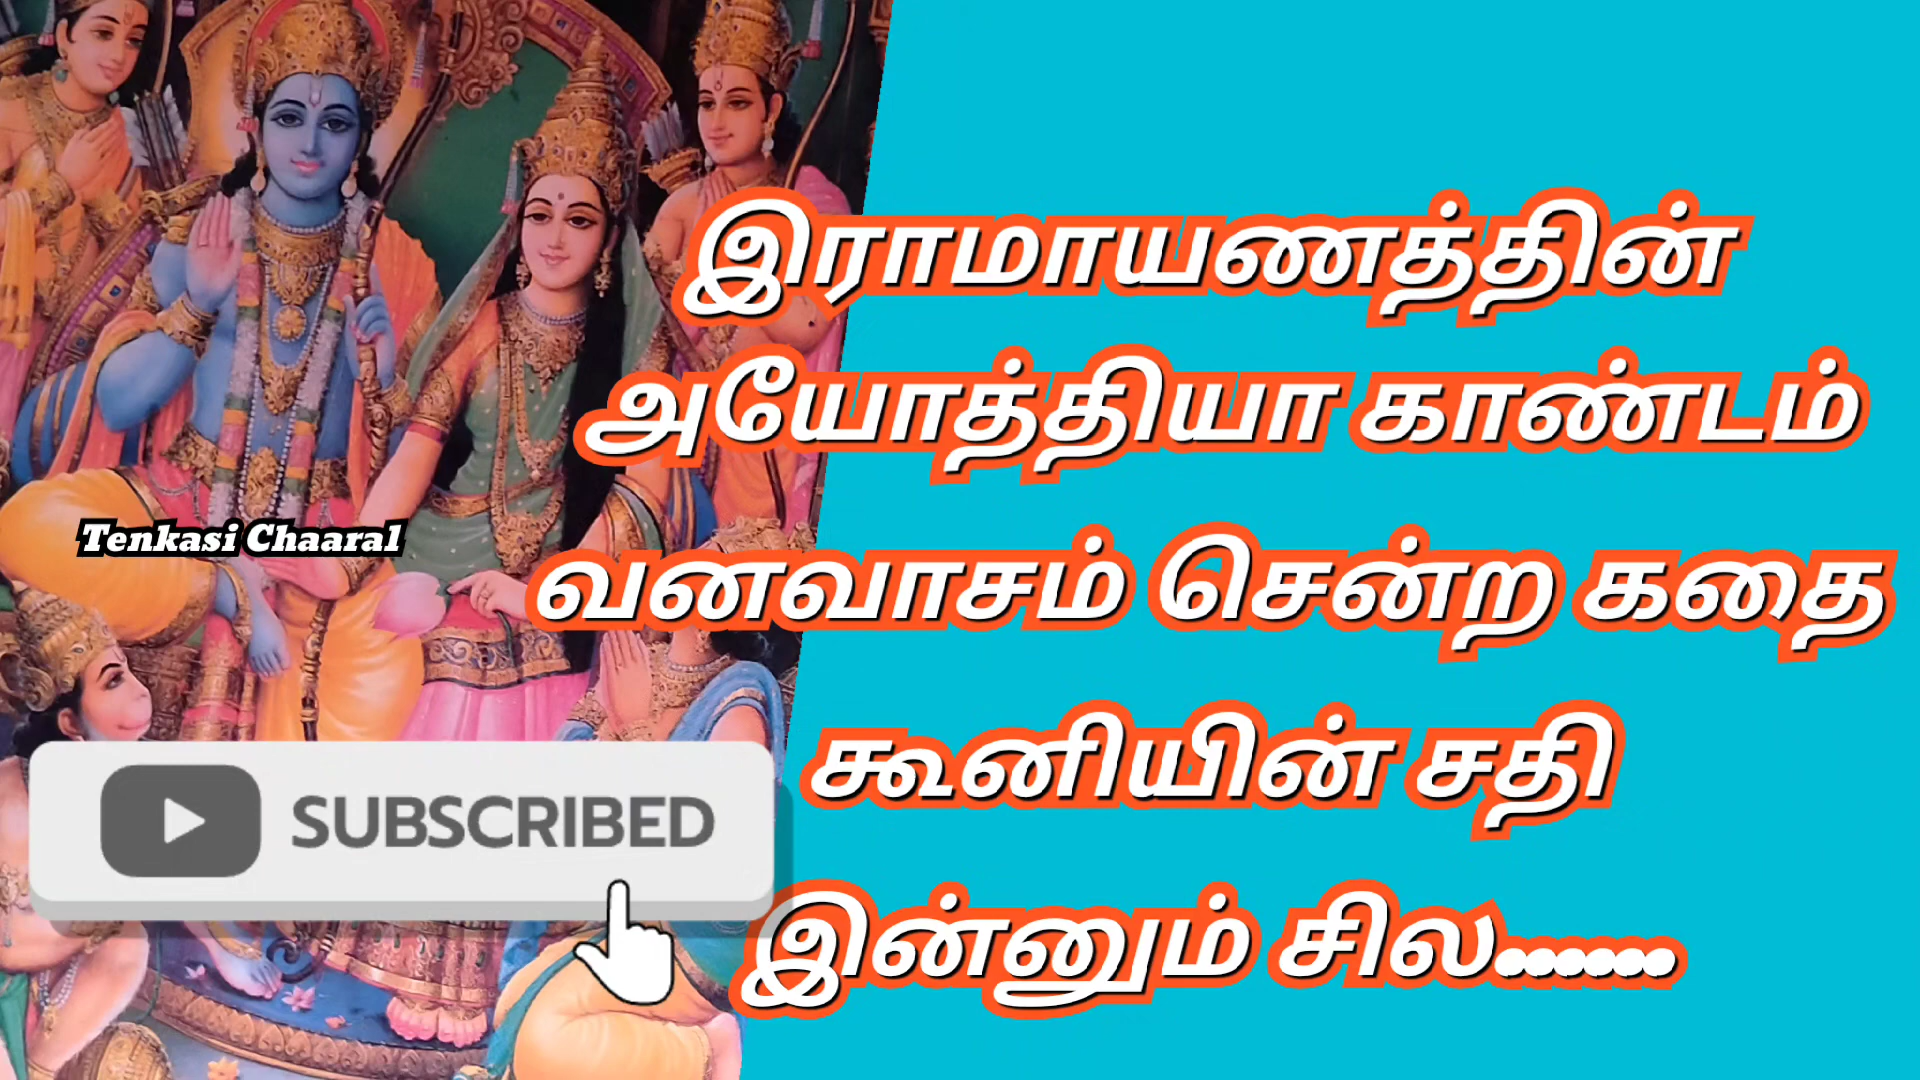 இராமாயணத்தின்
அயோத்தியா காண்டம்
வனவாசம் சென்ற கதை
கூனியின் சதி
இன்னும் சில......
Tenkasi Chaaral
SUBSCRIBED